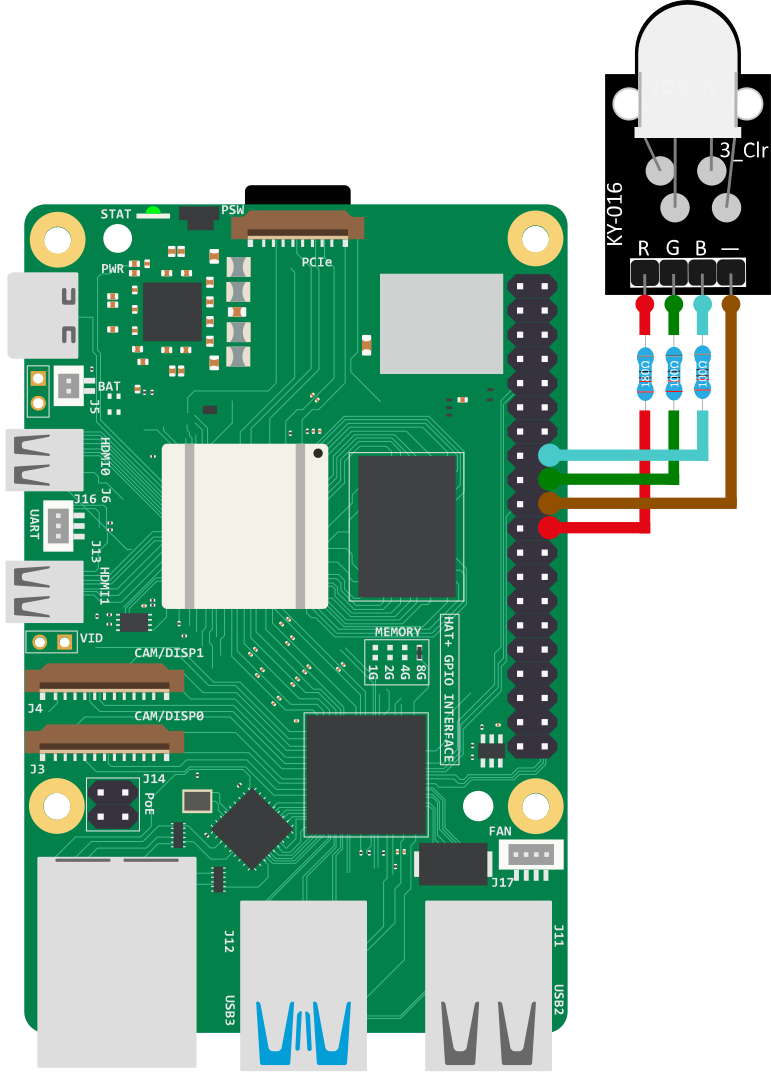 3_Clr
KY-016
R G B —
180Ω
100Ω
100Ω
STAT
PSW
PCIe
PWR
BAT
J5
HDMI0
J6
J16
UART
J13
HDMI1
VID
MEMORY
1G
2G
4G
8G
HAT+ GPIO INTERFACE
CAM/DISP1
J4
CAM/DISP0
J3
J14
PoE
FAN
J17
J12
USB3
J11
USB2